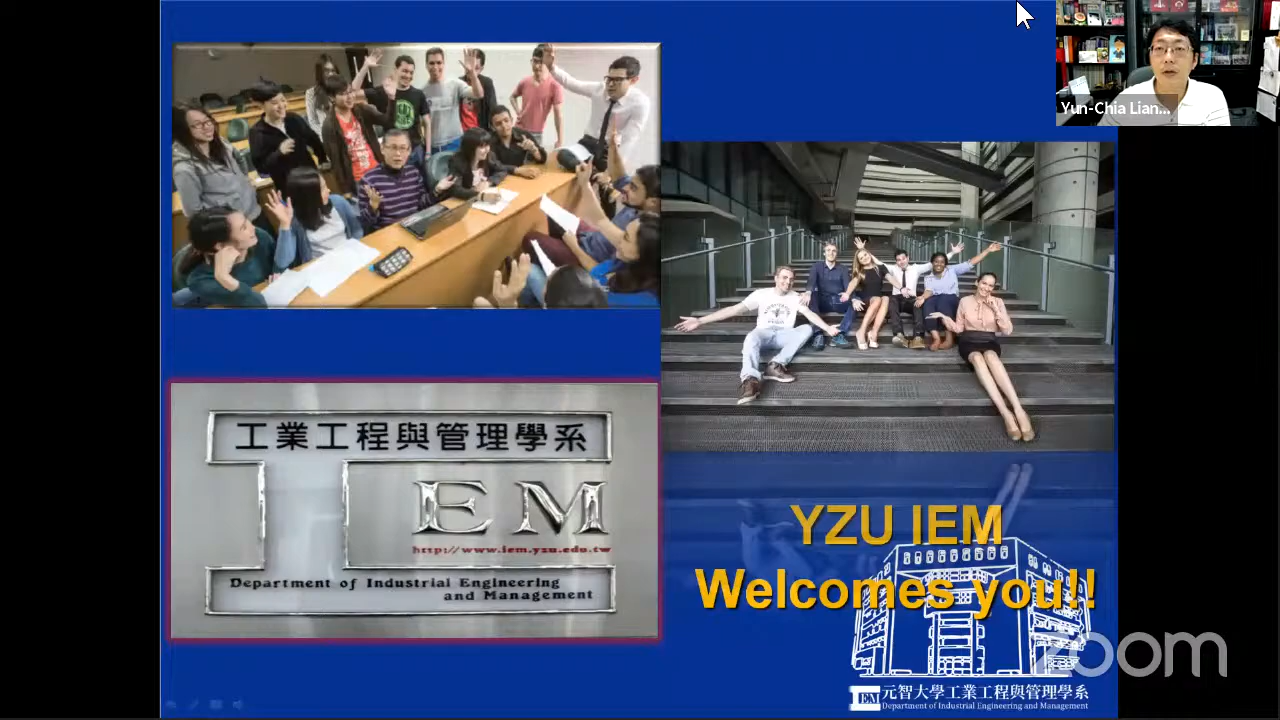 Yun-Chia Lian...
工業工程與管理學系
IEM
http://www.iem.yzu.edu.tw
Department of Industrial Engineering
and Management
YZU IEM
Welcomes you!!
zoom
IEM 元智大學工業工程與管理學系
Department of Industrial Engineering and Management